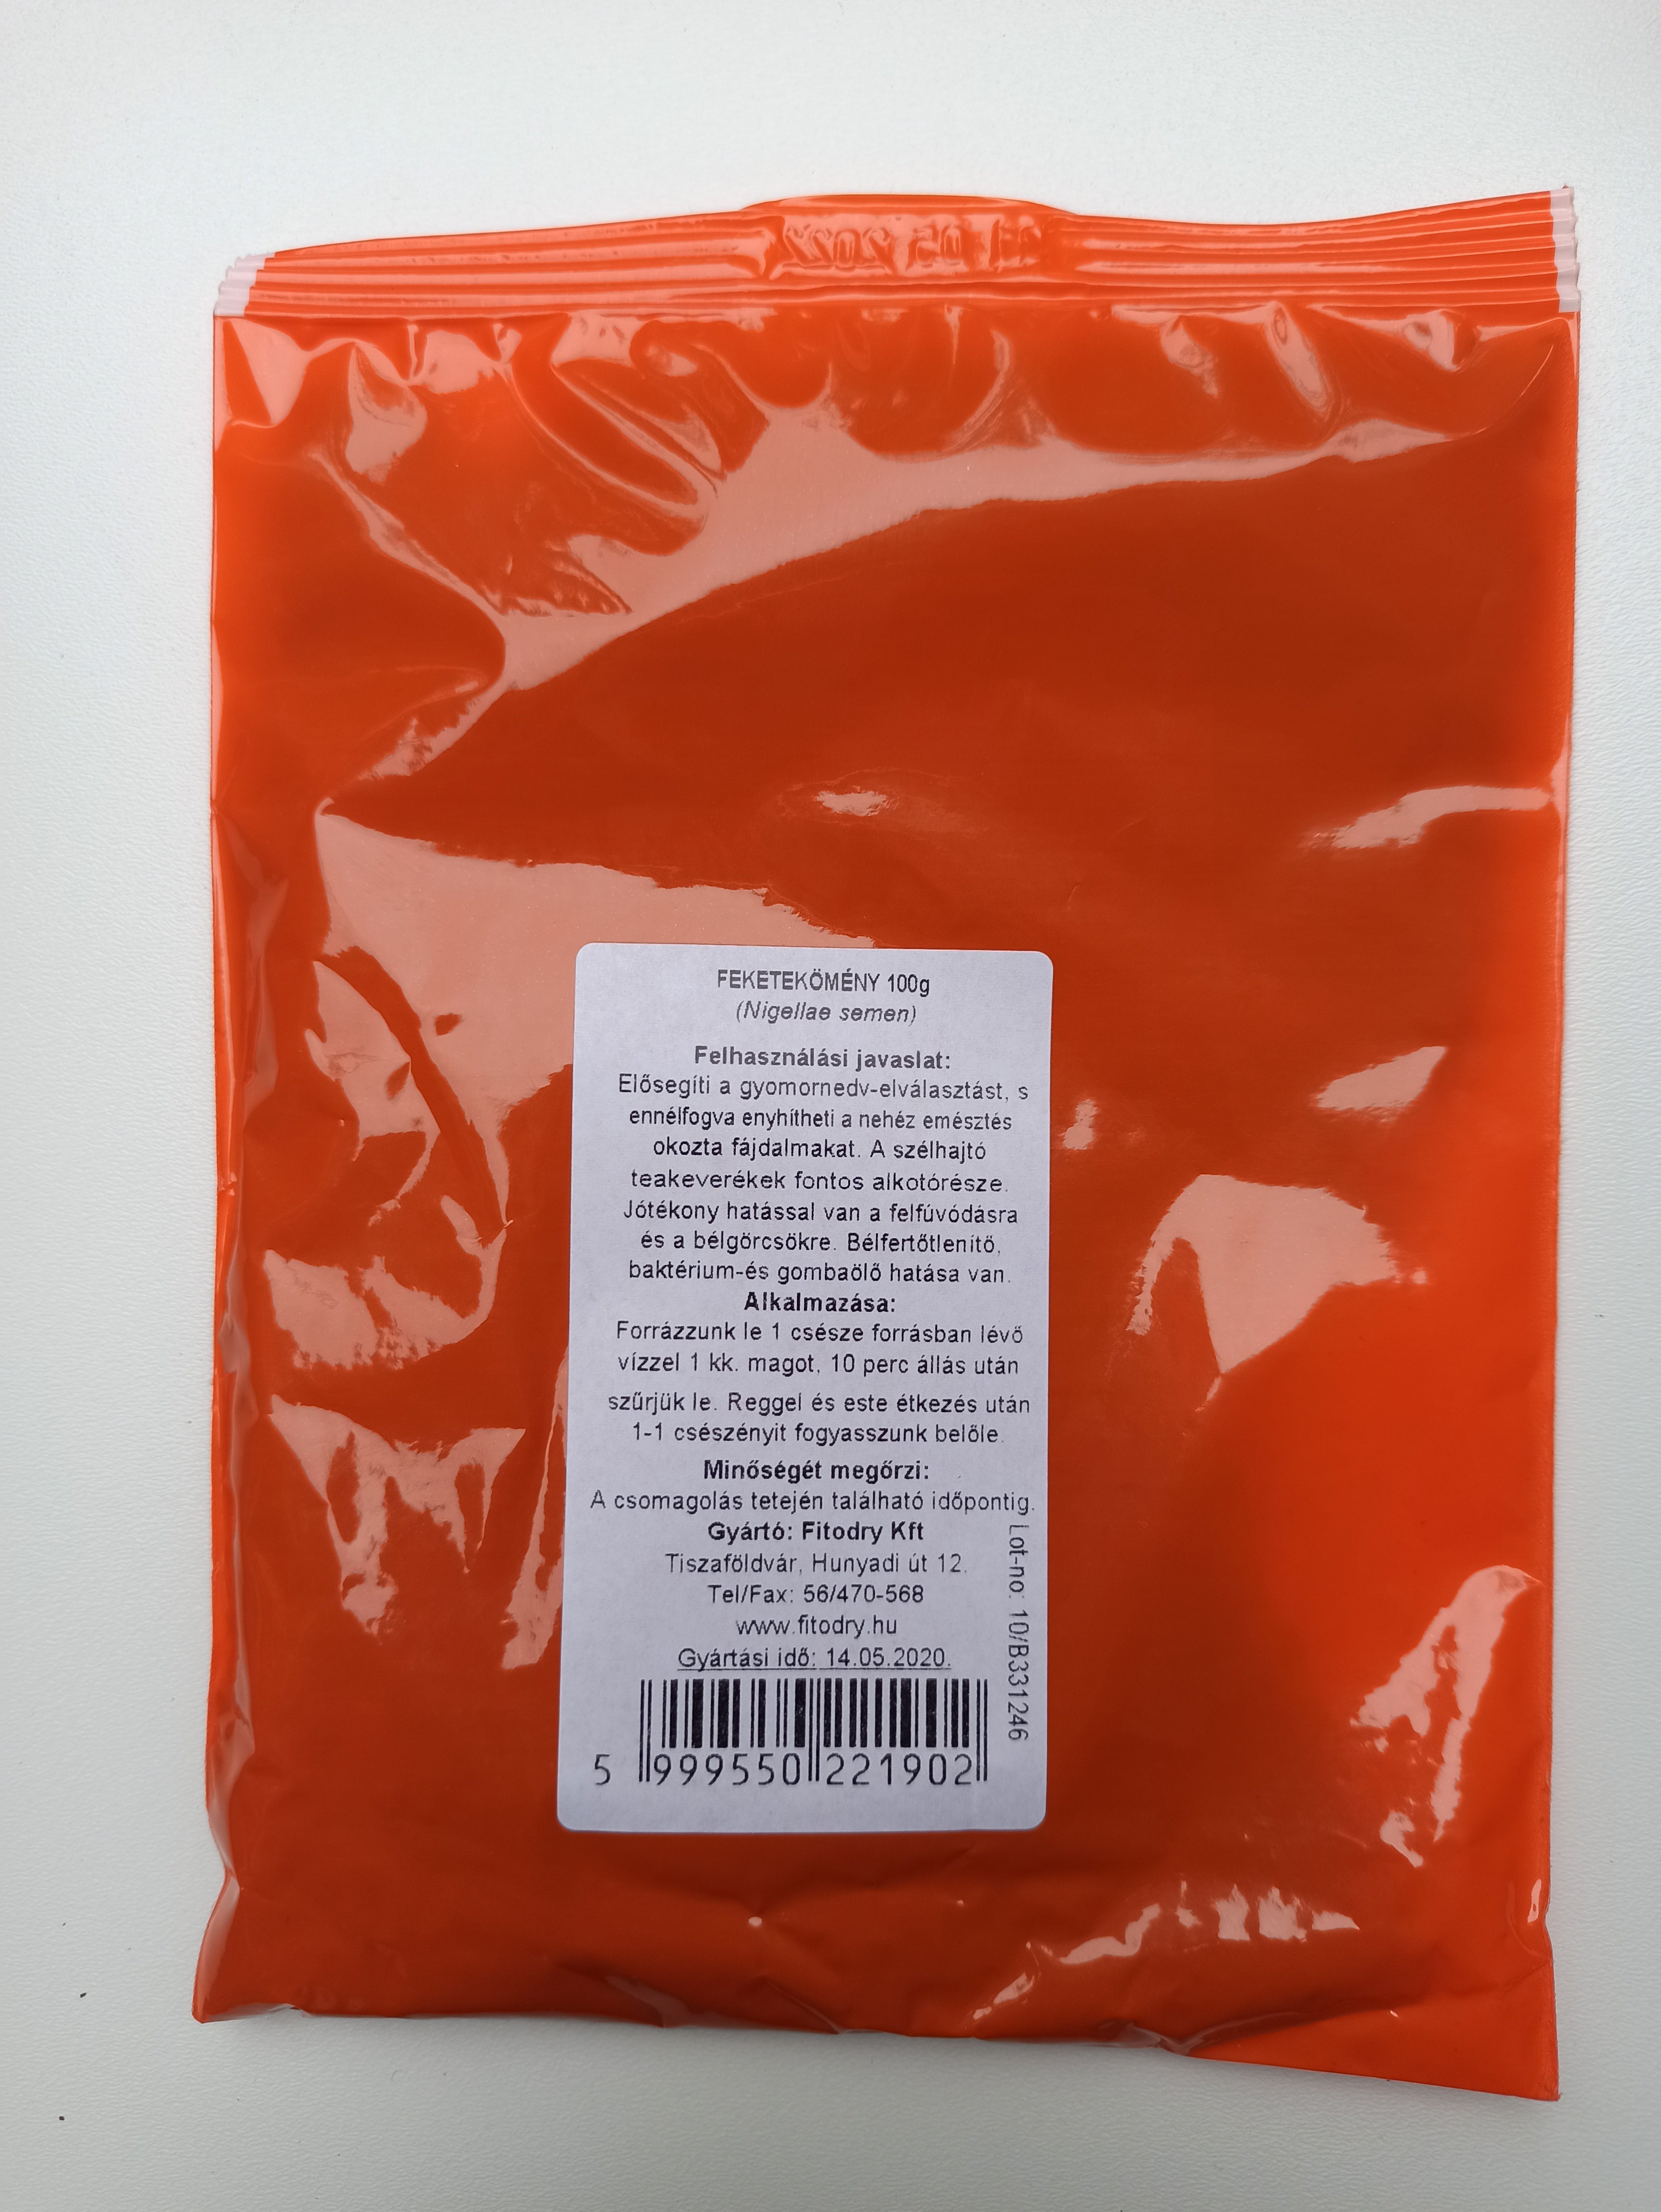 FEKETEKÖMÉNY 100g
(Nigellae semen)
Felhasználási javaslat:
Elősegíti a gyomornedv-elválasztást, s
ennélfogva enyhítheti a nehéz emésztés
okozta fájdalmakat. A szélhajtó
teakeverékek fontos alkotórésze.
Jótékony hatással van a felfúvódásra
és a bélgörcsökre. Bélfertőtlenítő,
baktérium-és gombaölő hatása van.
Alkalmazása:
Forrázzunk le 1 csésze forrásban lévő
vízzel 1 kk. magot, 10 perc állás után
szűrjük le. Reggel és este étkezés után
1-1 csészényit fogyasszunk belőle.
Minőségét megőrzi:
A csomagolás tetején található időpontig.
Gyártó: Fitodry Kft
Tiszaföldvár, Hunyadi út 12.
Tel/Fax: 56/470-568
www.fitodry.hu
Gyártási idő: 14.05.2020.
Lot-no: 10/B331246
5 999550 221902